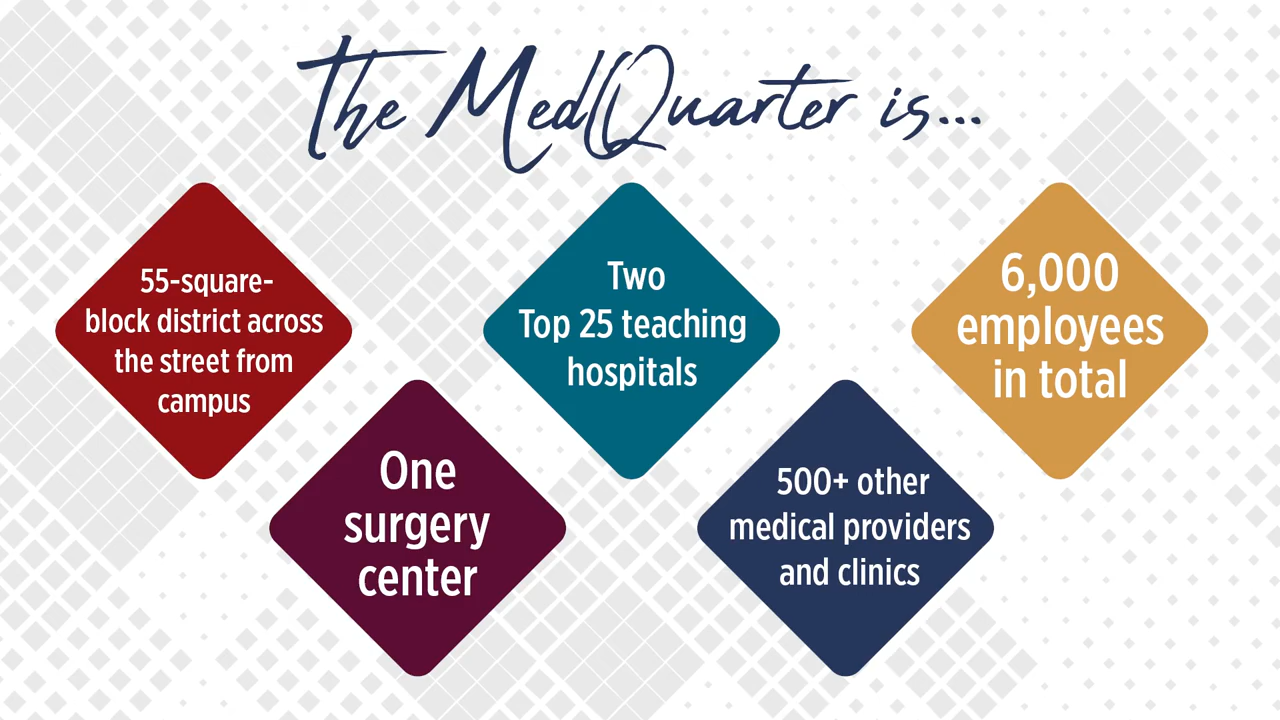 The MedQuarter is...
55-square-
block district across
the street from
campus
One
surgery
center
Two
Top 25 teaching
hospitals
500+ other
medical providers
and clinics
6,000
employees
in total